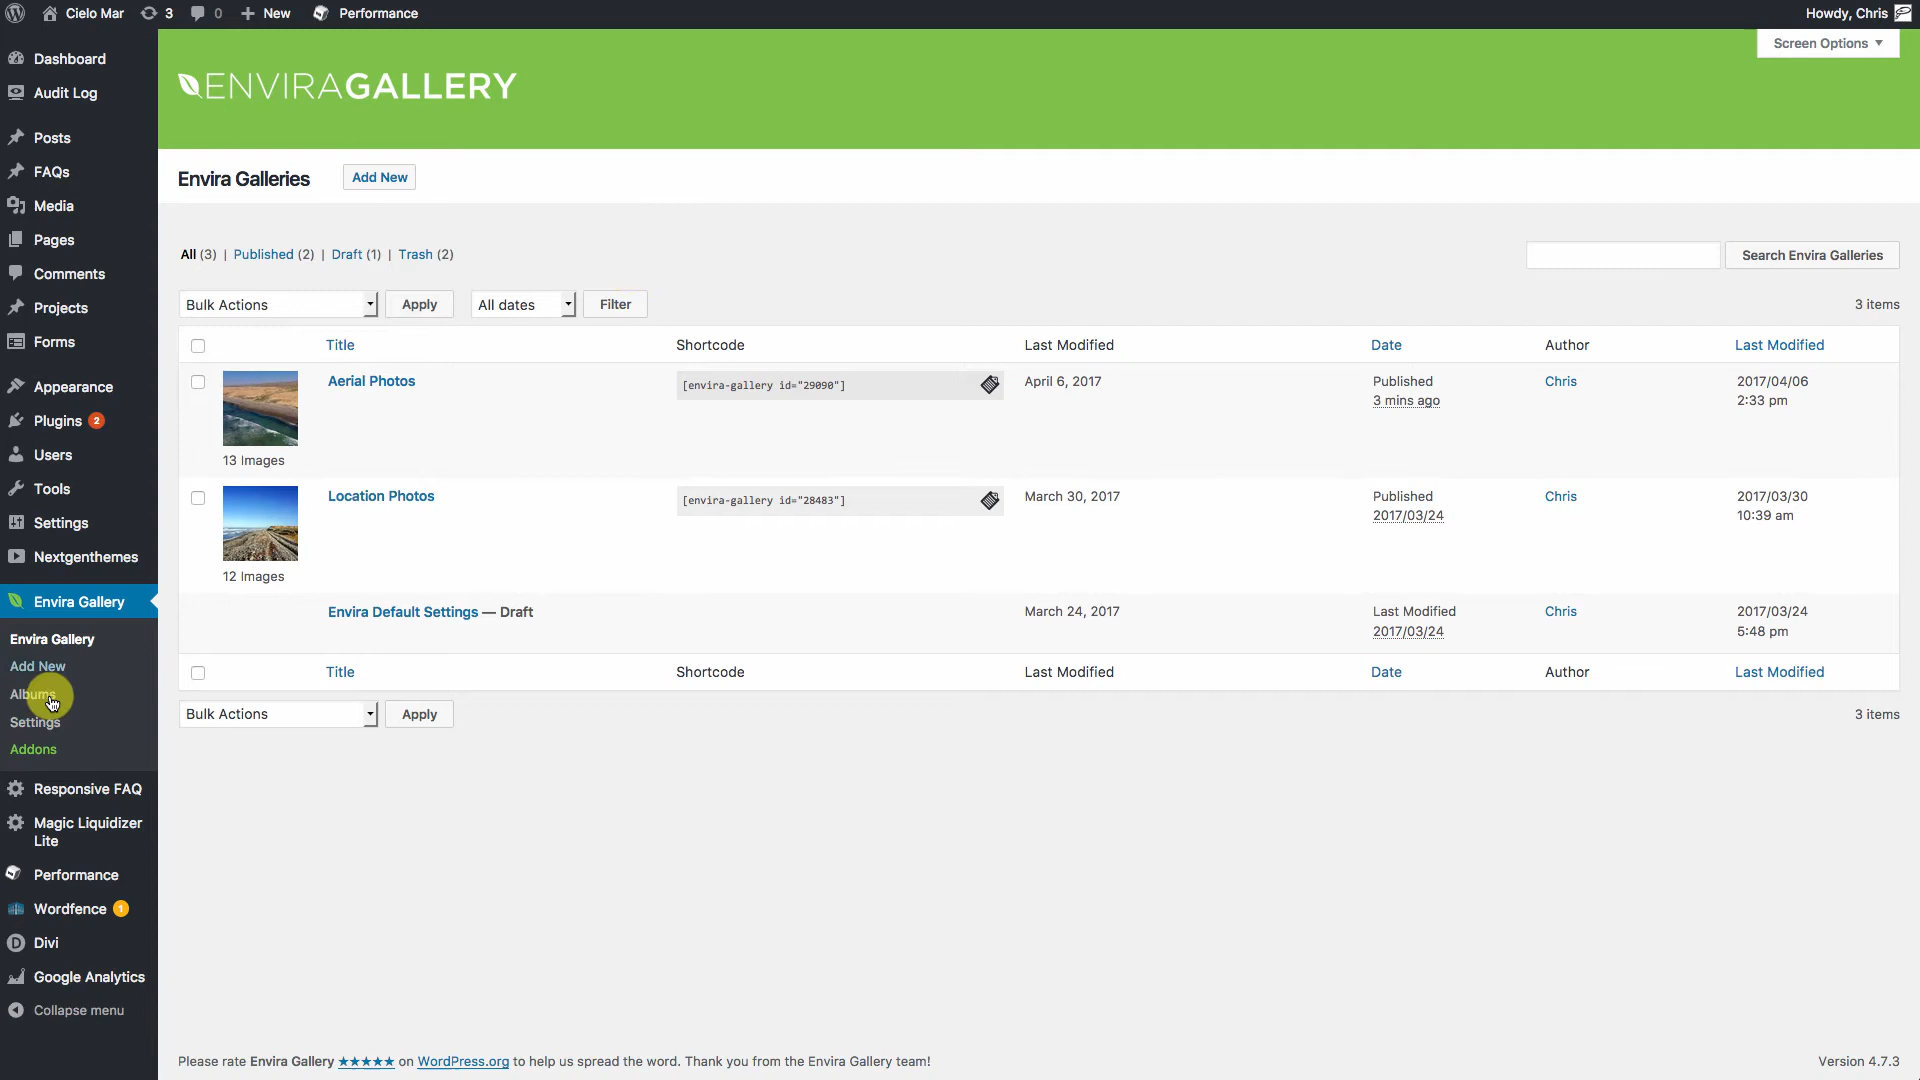 Cielo Mar 3 0 New Performance Howdy, Chris
Screen Options
Dashboard
Audit Log
Posts
FAQs
Media
Pages
Comments
Projects
Forms
Appearance
Plugins 2
Users
Tools
Settings
Nextgenthemes
Envira Gallery
Envira Gallery
Add New
Albums
Settings
Addons
Responsive FAQ
Magic Liquidizer
Lite
Performance
Wordfence 1
Divi
Google Analytics
Collapse menu
ENVIRAGALLERY
Envira Galleries Add New
All (3) | Published (2) | Draft (1) | Trash (2) Search Envira Galleries
Bulk Actions Apply All dates Filter 3 items
Title Shortcode Last Modified Date Author Last Modified
Aerial Photos [envira-gallery id="29090"] April 6, 2017 Published Chris 2017/04/06
3 mins ago 2:33 pm
13 Images
Location Photos [envira-gallery id="28483"] March 30, 2017 Published Chris 2017/03/30
2017/03/24 10:39 am
12 Images
Envira Default Settings — Draft March 24, 2017 Last Modified Chris 2017/03/24
2017/03/24 5:48 pm
Title Shortcode Last Modified Date Author Last Modified
Bulk Actions Apply 3 items
Please rate Envira Gallery ★★★★★ on WordPress.org to help us spread the word. Thank you from the Envira Gallery team! Version 4.7.3